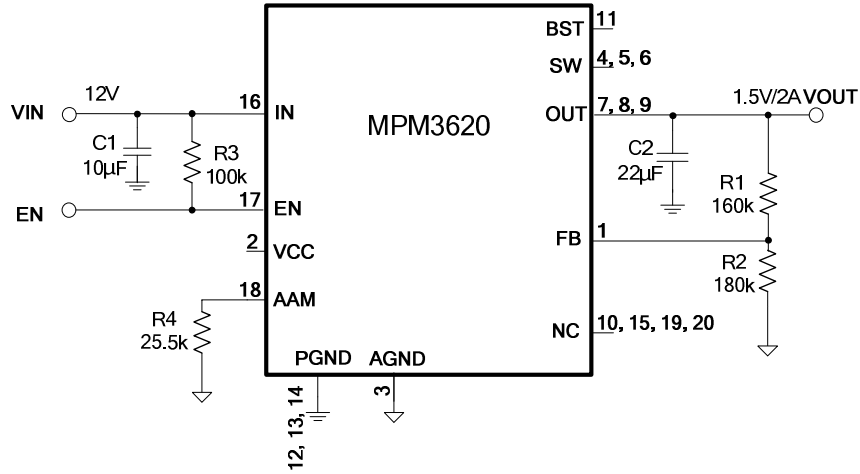 BST 11
SW 4, 5, 6
VIN 12V 16 IN
MPM3620
OUT 7, 8, 9 1.5V/2A VOUT
C1
10µF
R3
100k
C2
22µF
R1
160k
EN 17 EN
FB 1
2 VCC
R2
180k
18 AAM
R4
25.5k
NC 10, 15, 19, 20
PGND AGND
12, 13, 14
3